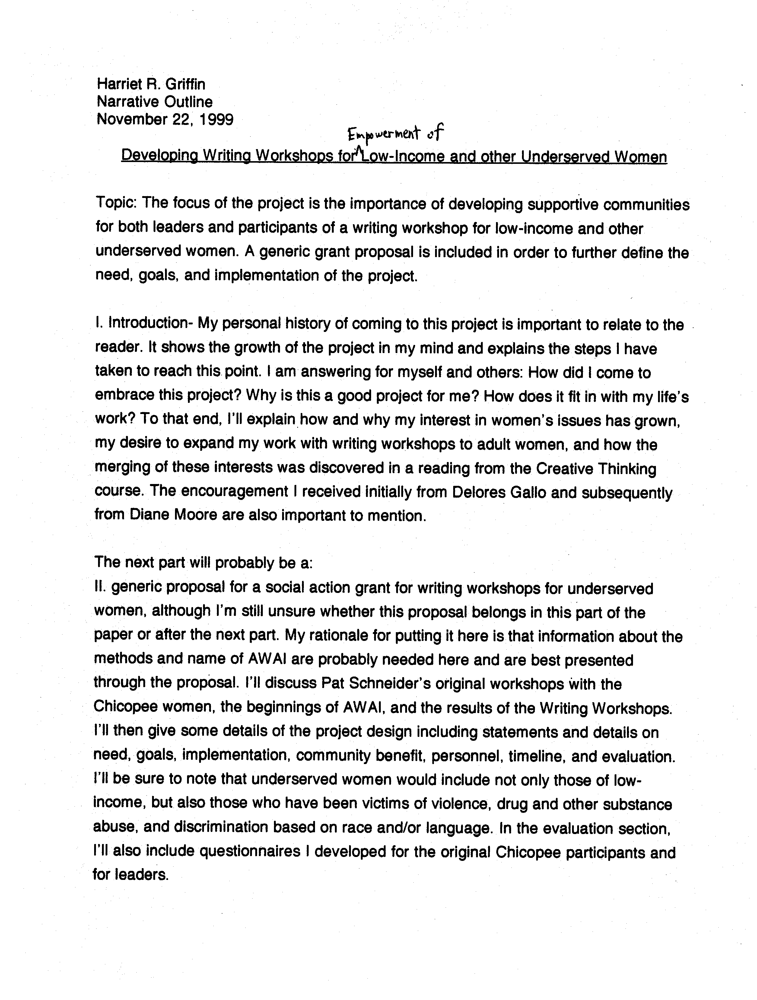 Harriet R. Griffin
Narrative Outline
November 22, 1999
Empowerment of
Developing Writing Workshops for^Low-Income and other Underserved Women
Topic: The focus of the project is the importance of developing supportive communities
for both leaders and participants of a writing workshop for low-income and other
underserved women. A generic grant proposal is included in order to further define the
need, goals, and implementation of the project.
I. Introduction- My personal history of coming to this project is important to relate to the
reader. It shows the growth of the project in my mind and explains the steps I have
taken to reach this point. I am answering for myself and others: How did I come to
embrace this project? Why is this a good project for me? How does it fit in with my life's
work? To that end, I'll explain how and why my interest in women's issues has grown,
my desire to expand my work with writing workshops to adult women, and how the
merging of these interests was discovered in a reading from the Creative Thinking
course. The encouragement I received initially from Delores Gallo and subsequently
from Diane Moore are also important to mention.
The next part will probably be a:
II. generic proposal for a social action grant for writing workshops for underserved
women, although I'm still unsure whether this proposal belongs in this part of the
paper or after the next part. My rationale for putting it here is that information about the
methods and name of AWAI are probably needed here and are best presented
through the proposal. I'll discuss Pat Schneider's original workshops with the
Chicopee women, the beginnings of AWAI, and the results of the Writing Workshops.
I'll then give some details of the project design including statements and details on
need, goals, implementation, community benefit, personnel, timeline, and evaluation.
I'll be sure to note that underserved women would include not only those of low-
income, but also those who have been victims of violence, drug and other substance
abuse, and discrimination based on race and/or language. In the evaluation section,
I'll also include questionnaires I developed for the original Chicopee participants and
for leaders.